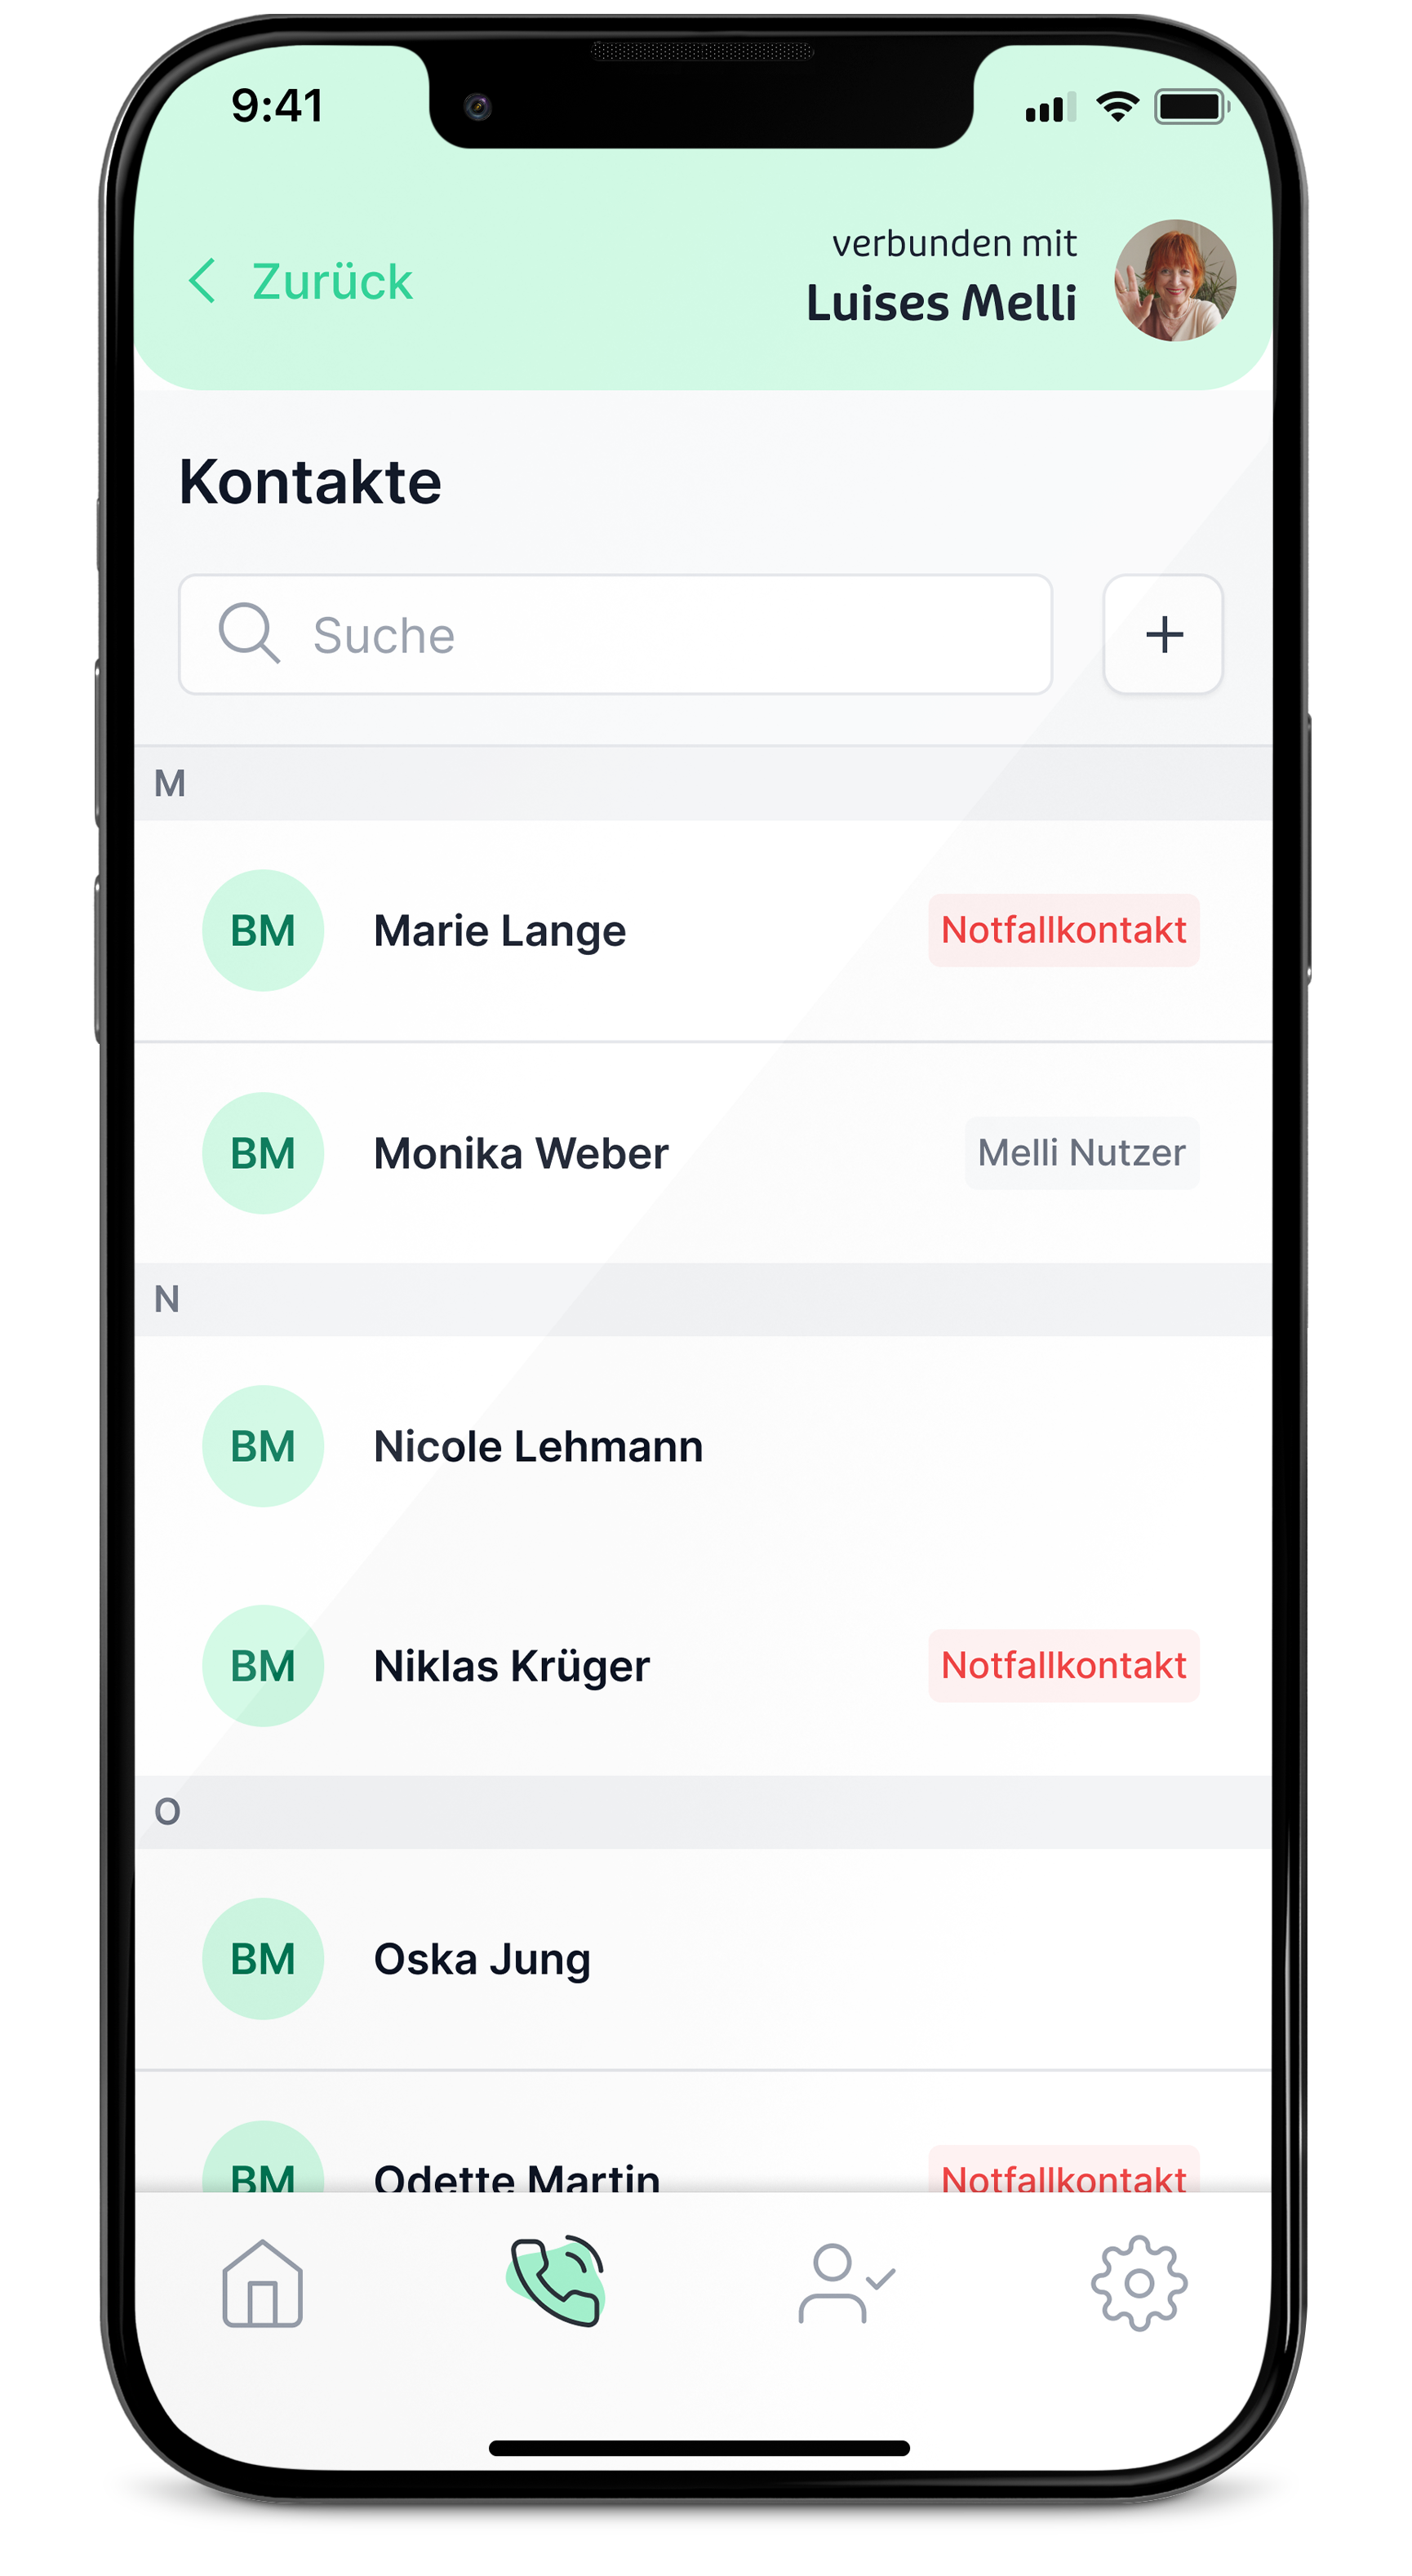 9:41
Zurück
verbunden mit
Luises Melli
Kontakte
Suche
M
BM Marie Lange Notfallkontakt
BM Monika Weber Melli Nutzer
N
BM Nicole Lehmann
BM Niklas Krüger Notfallkontakt
O
BM Oska Jung
BM Odette Martin Notfallkontakt